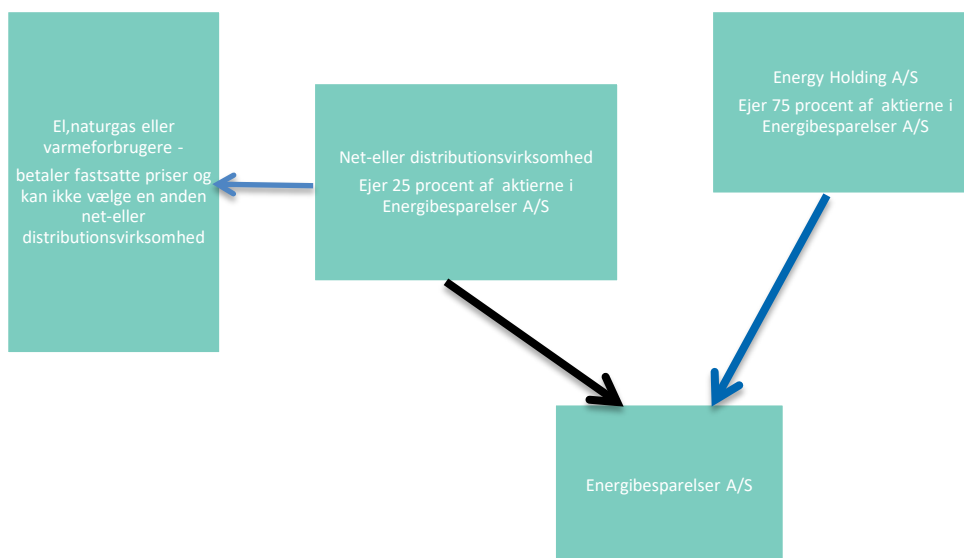 El,naturgas eller
varmeforbrugere -
betaler fastsatte priser og
kan ikke vælge en anden
net-eller
distributionsvirksomhed
Net-eller distributionsvirksomhed
Ejer 25 procent af aktierne i
Energibesparelser A/S
Energy Holding A/S
Ejer 75 procent af aktierne i
Energibesparelser A/S
Energibesparelser A/S